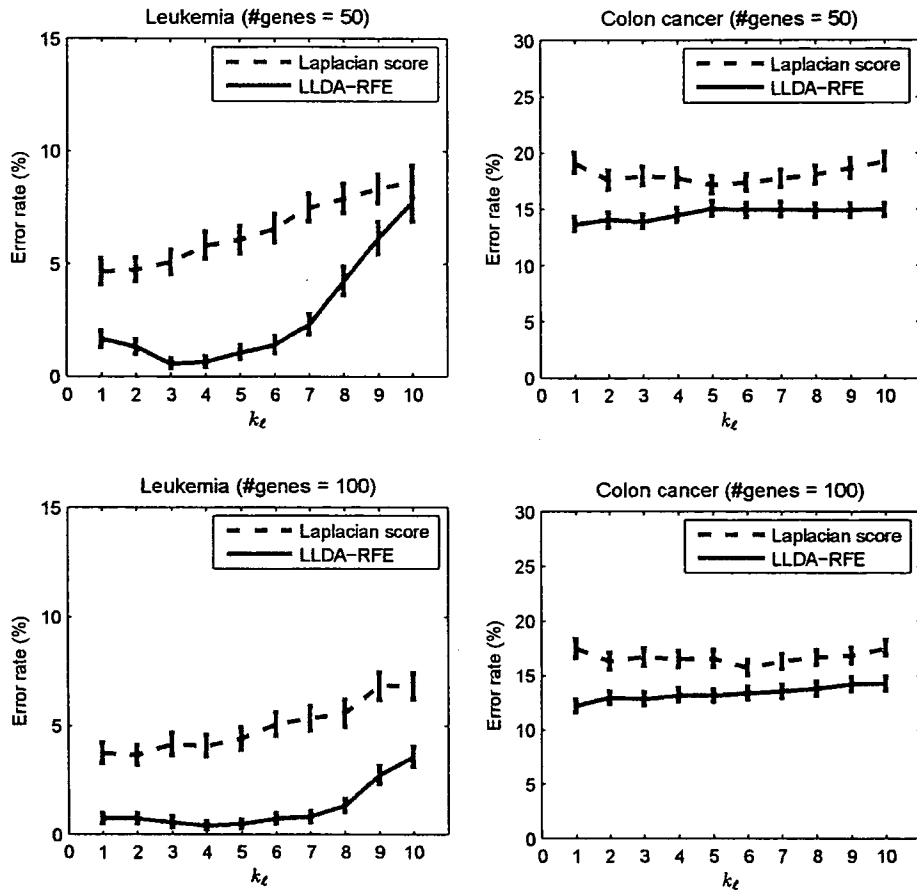 Leukemia (#genes = 50)
15
10
5
0
Error rate (%)
Laplacian score
LLDA-RFE
0 1 2 3 4 5 6 7 8 9 10
kℓ
Colon cancer (#genes = 50)
30
25
20
15
10
5
0
Error rate (%)
Laplacian score
LLDA-RFE
0 1 2 3 4 5 6 7 8 9 10
kℓ
Leukemia (#genes = 100)
15
10
5
0
Error rate (%)
Laplacian score
LLDA-RFE
0 1 2 3 4 5 6 7 8 9 10
kℓ
Colon cancer (#genes = 100)
30
25
20
15
10
5
0
Error rate (%)
Laplacian score
LLDA-RFE
0 1 2 3 4 5 6 7 8 9 10
kℓ